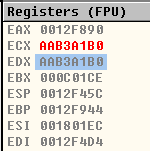 Registers (FPU)
EAX 0012F890
ECX AAB3A1B0
EDX AAB3A1B0
EBX 000C01CE
ESP 0012F45C
EBP 0012F944
ESI 001801EC
EDI 0012F4D4